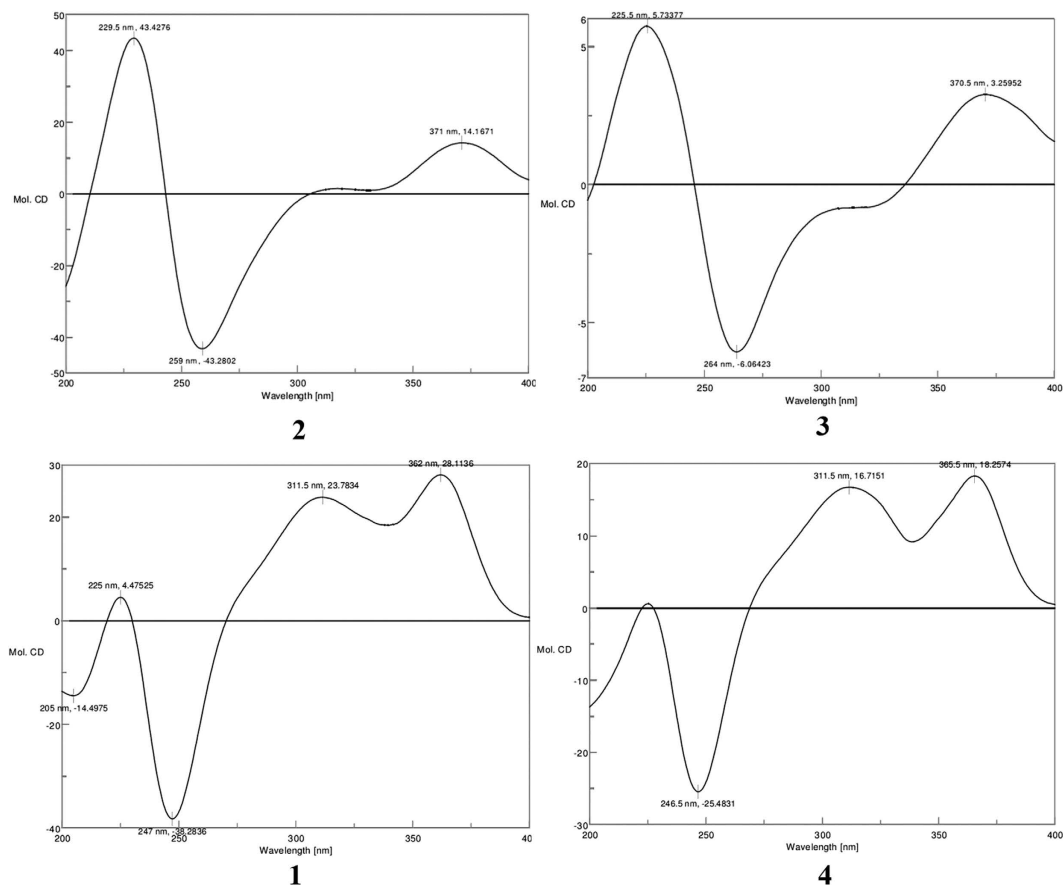 229.5 nm, 43.4276
50
40
20
0
-20
-40
-50
Mol. CD
371 nm, 14.1671
259 nm, -43.2802
200
250
300
350
400
Wavelength [nm]
2
225.5 nm, 5.73377
6
5
0
-5
-7
Mol. CD
370.5 nm, 3.25952
264 nm, -6.06423
200
250
300
350
400
Wavelength [nm]
3
362 nm, 28.1136
30
20
0
-20
-40
Mol. CD
311.5 nm, 23.7834
225 nm, 4.47525
205 nm, -14.4975
247 nm, -38.2836
200
250
300
350
40
Wavelength [nm]
1
365.5 nm, 18.2574
20
10
0
-10
-20
-30
Mol. CD
311.5 nm, 16.7151
246.5 nm, -25.4831
200
250
300
350
400
Wavelength [nm]
4